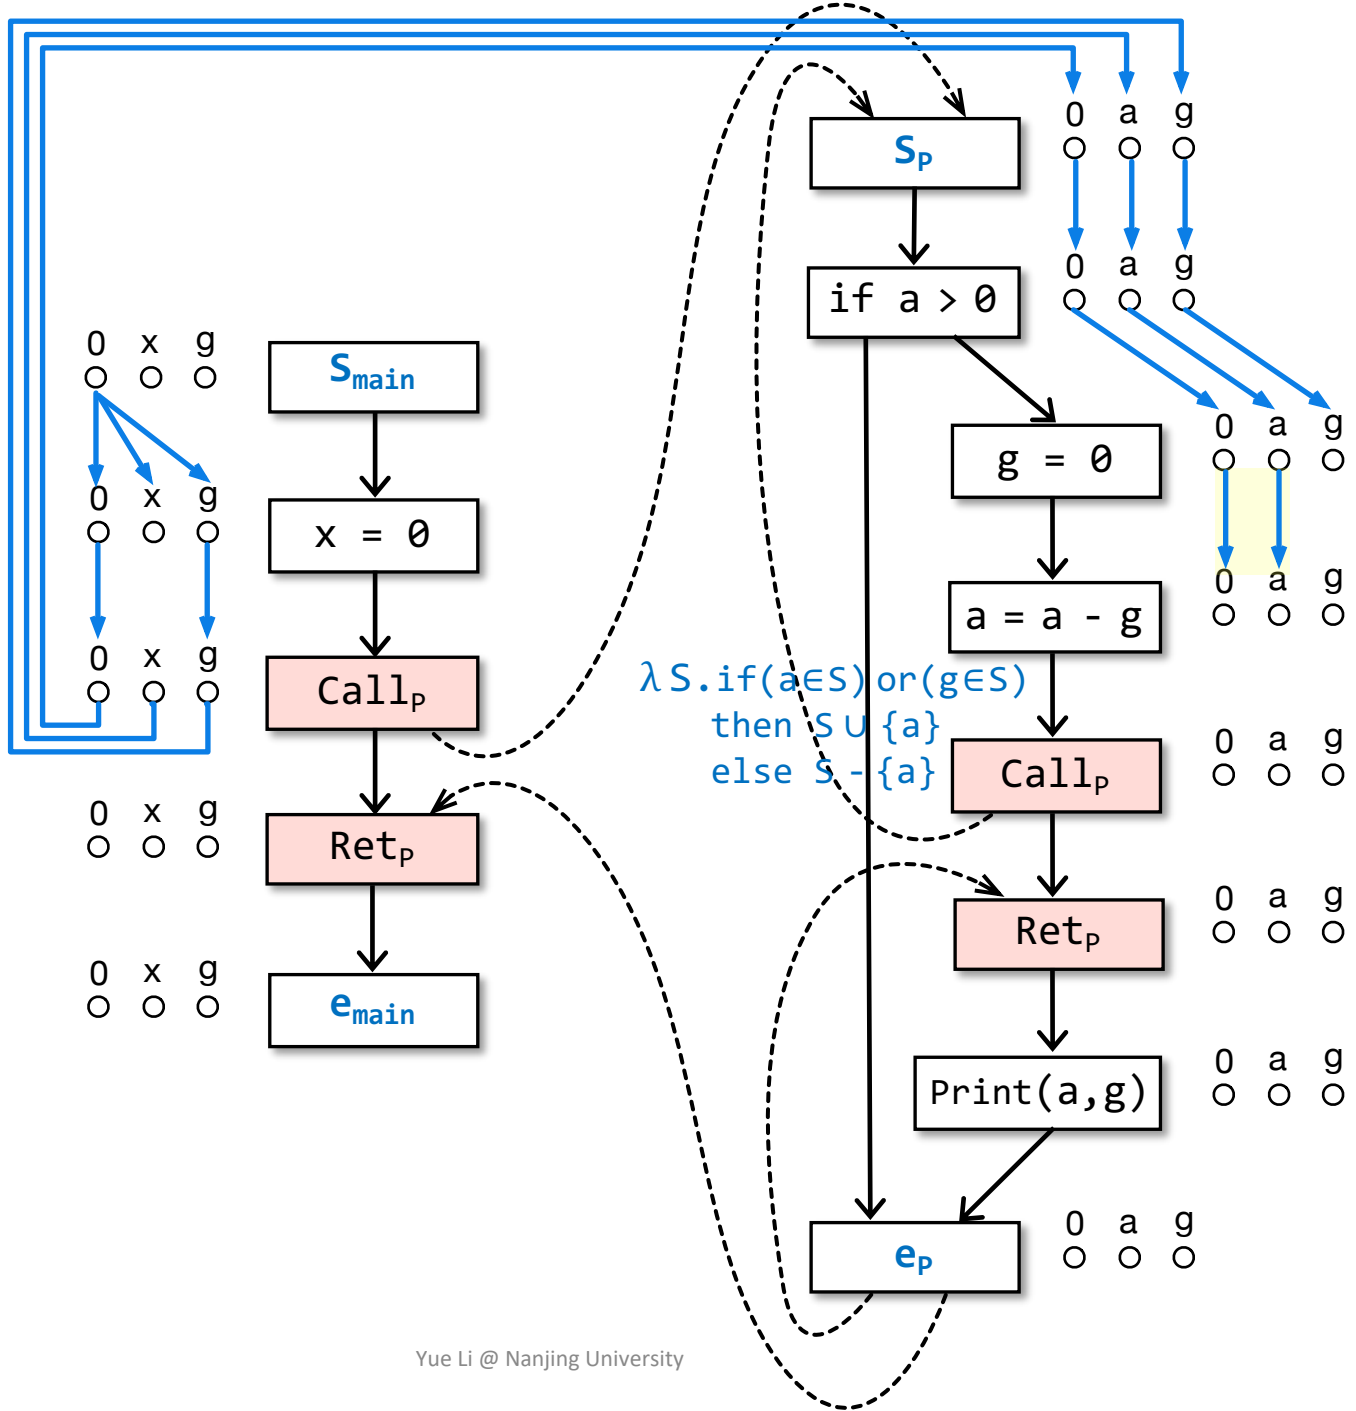 0 a g
S_P
0 a g
if a > 0
0 x g
S_main
0 a g
g = 0
0 x g
x = 0
0 a g
a = a - g
0 x g
Call_P
λS.if(a∈S)or(g∈S)
then S∪{a}
else S-{a}
0 a g
Call_P
0 x g
Ret_P
0 a g
Ret_P
0 x g
e_main
0 a g
Print(a,g)
0 a g
e_P
Yue Li @ Nanjing University